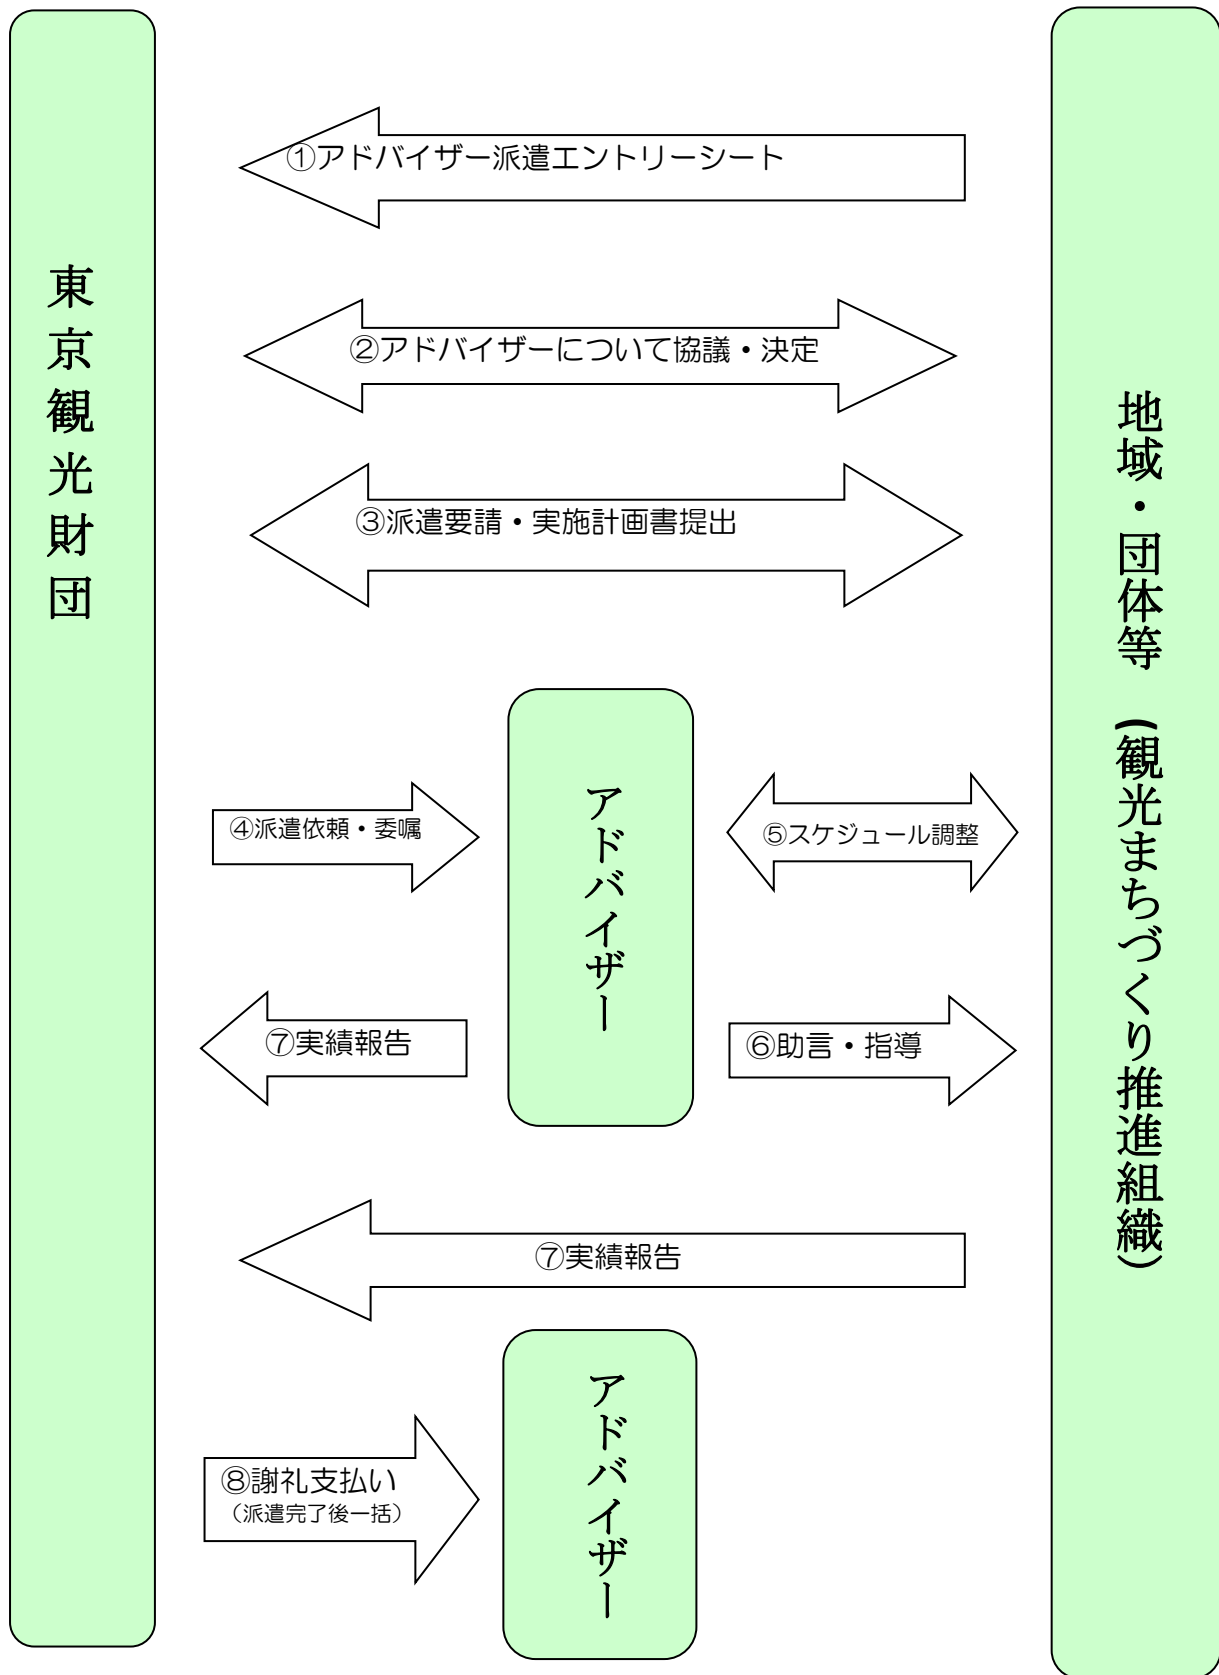 東京観光財団
①アドバイザー派遣エントリーシート
②アドバイザーについて協議・決定
③派遣要請・実施計画書提出
アドバイザー
④派遣依頼・委嘱
⑤スケジュール調整
⑦実績報告
⑥助言・指導
⑦実績報告
アドバイザー
⑧謝礼支払い
（派遣完了後一括）
地域・団体等　（観光まちづくり推進組織）